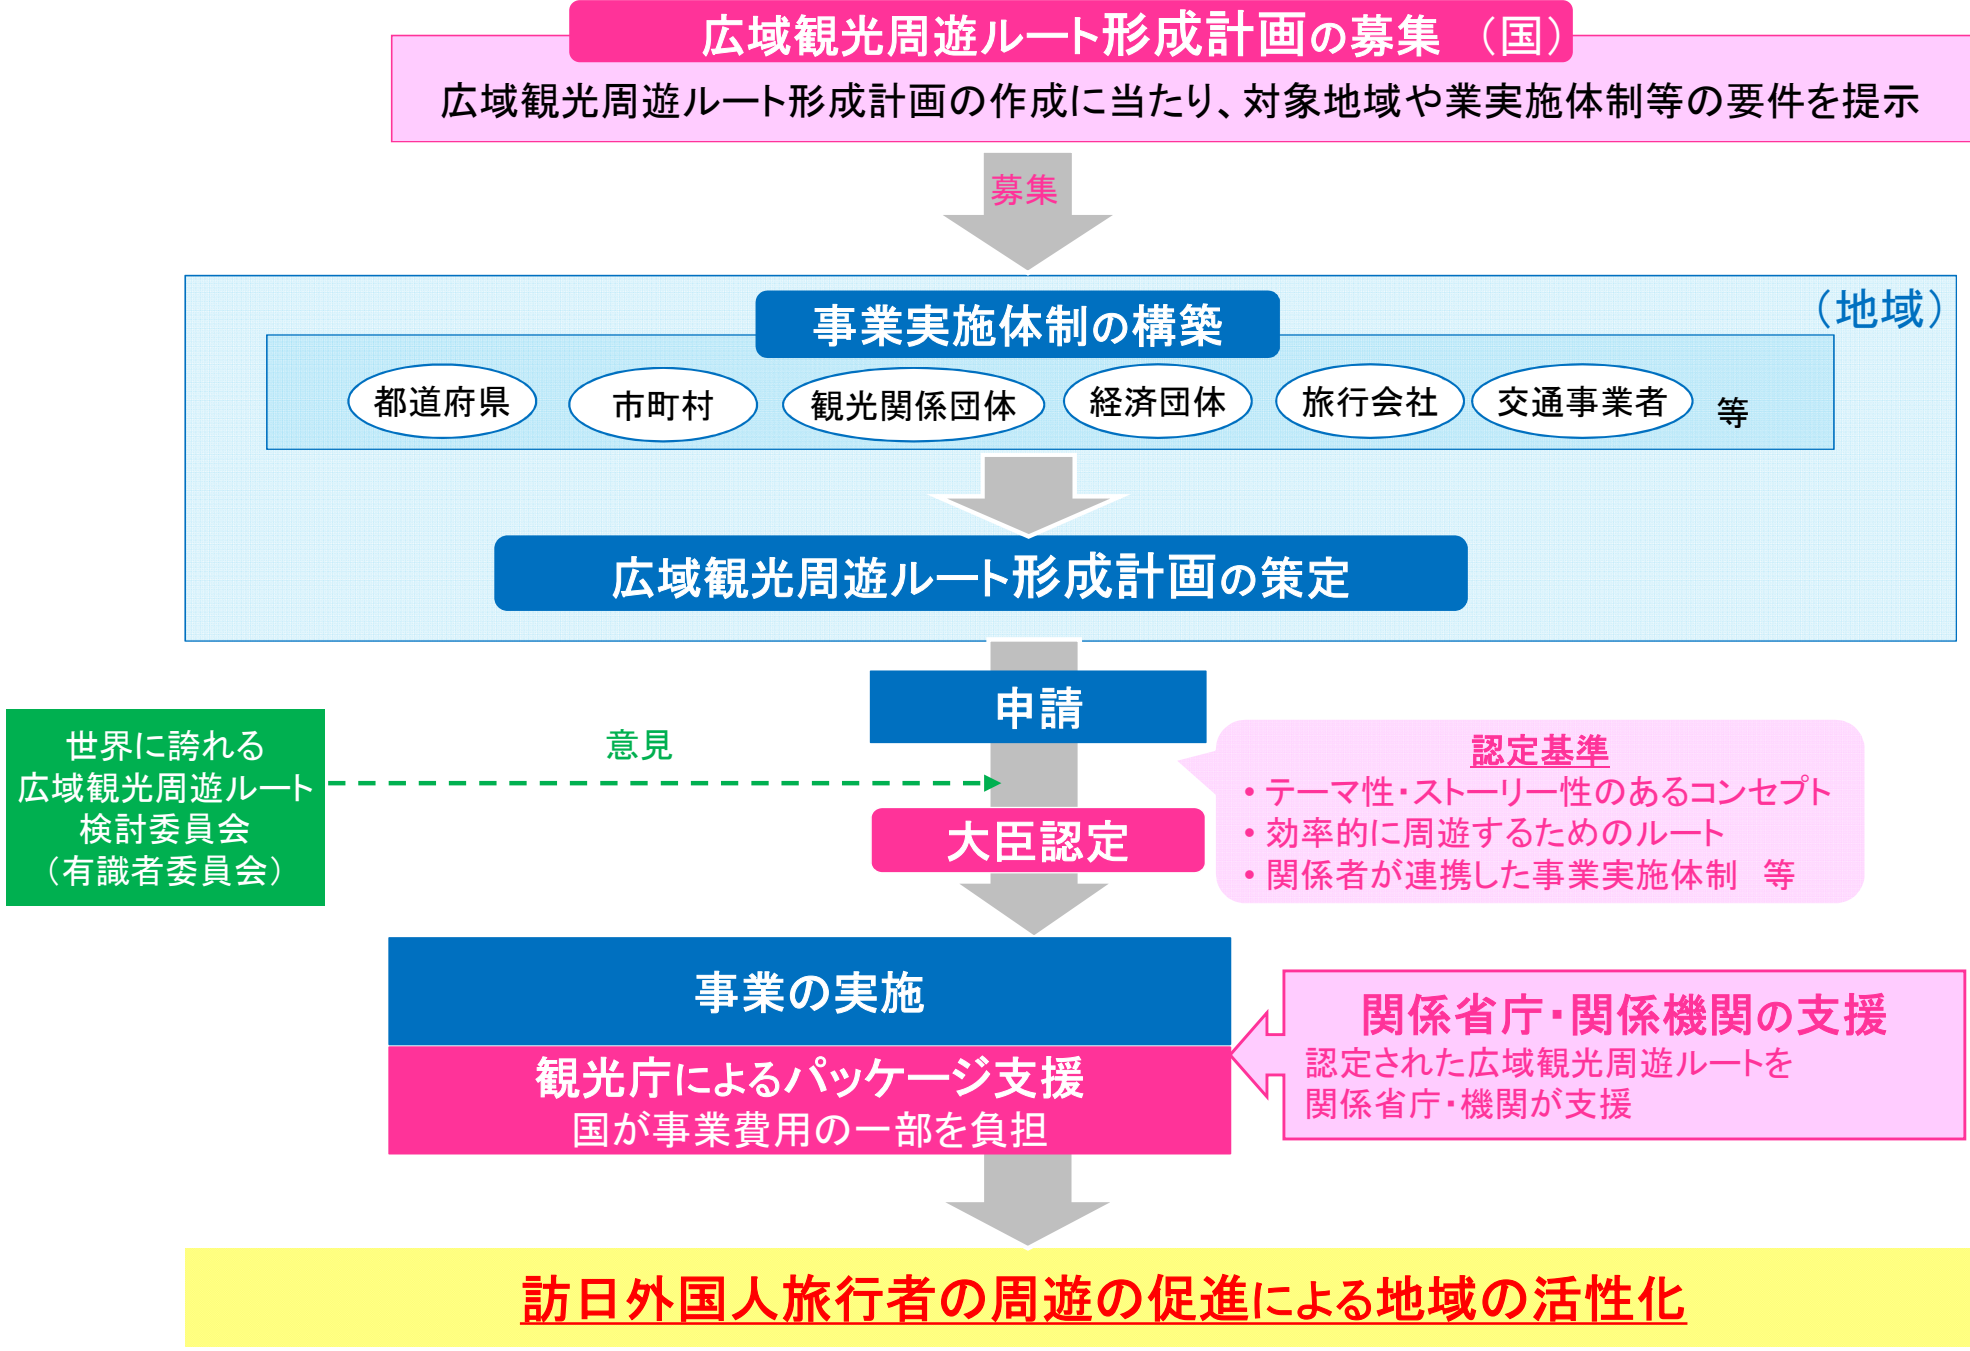 広域観光周遊ルート形成計画の募集　（国）
広域観光周遊ルート形成計画の作成に当たり、対象地域や業実施体制等の要件を提示
募集
（地域）
事業実施体制の構築
都道府県　市町村　観光関係団体　経済団体　旅行会社　交通事業者　等
広域観光周遊ルート形成計画の策定
申請
世界に誇れる
広域観光周遊ルート
検討委員会
（有識者委員会）
意見
認定基準
・テーマ性・ストーリー性のあるコンセプト
・効率的に周遊するためのルート
・関係者が連携した事業実施体制　等
大臣認定
事業の実施
観光庁によるパッケージ支援
国が事業費用の一部を負担
関係省庁・関係機関の支援
認定された広域観光周遊ルートを
関係省庁・機関が支援
訪日外国人旅行者の周遊の促進による地域の活性化